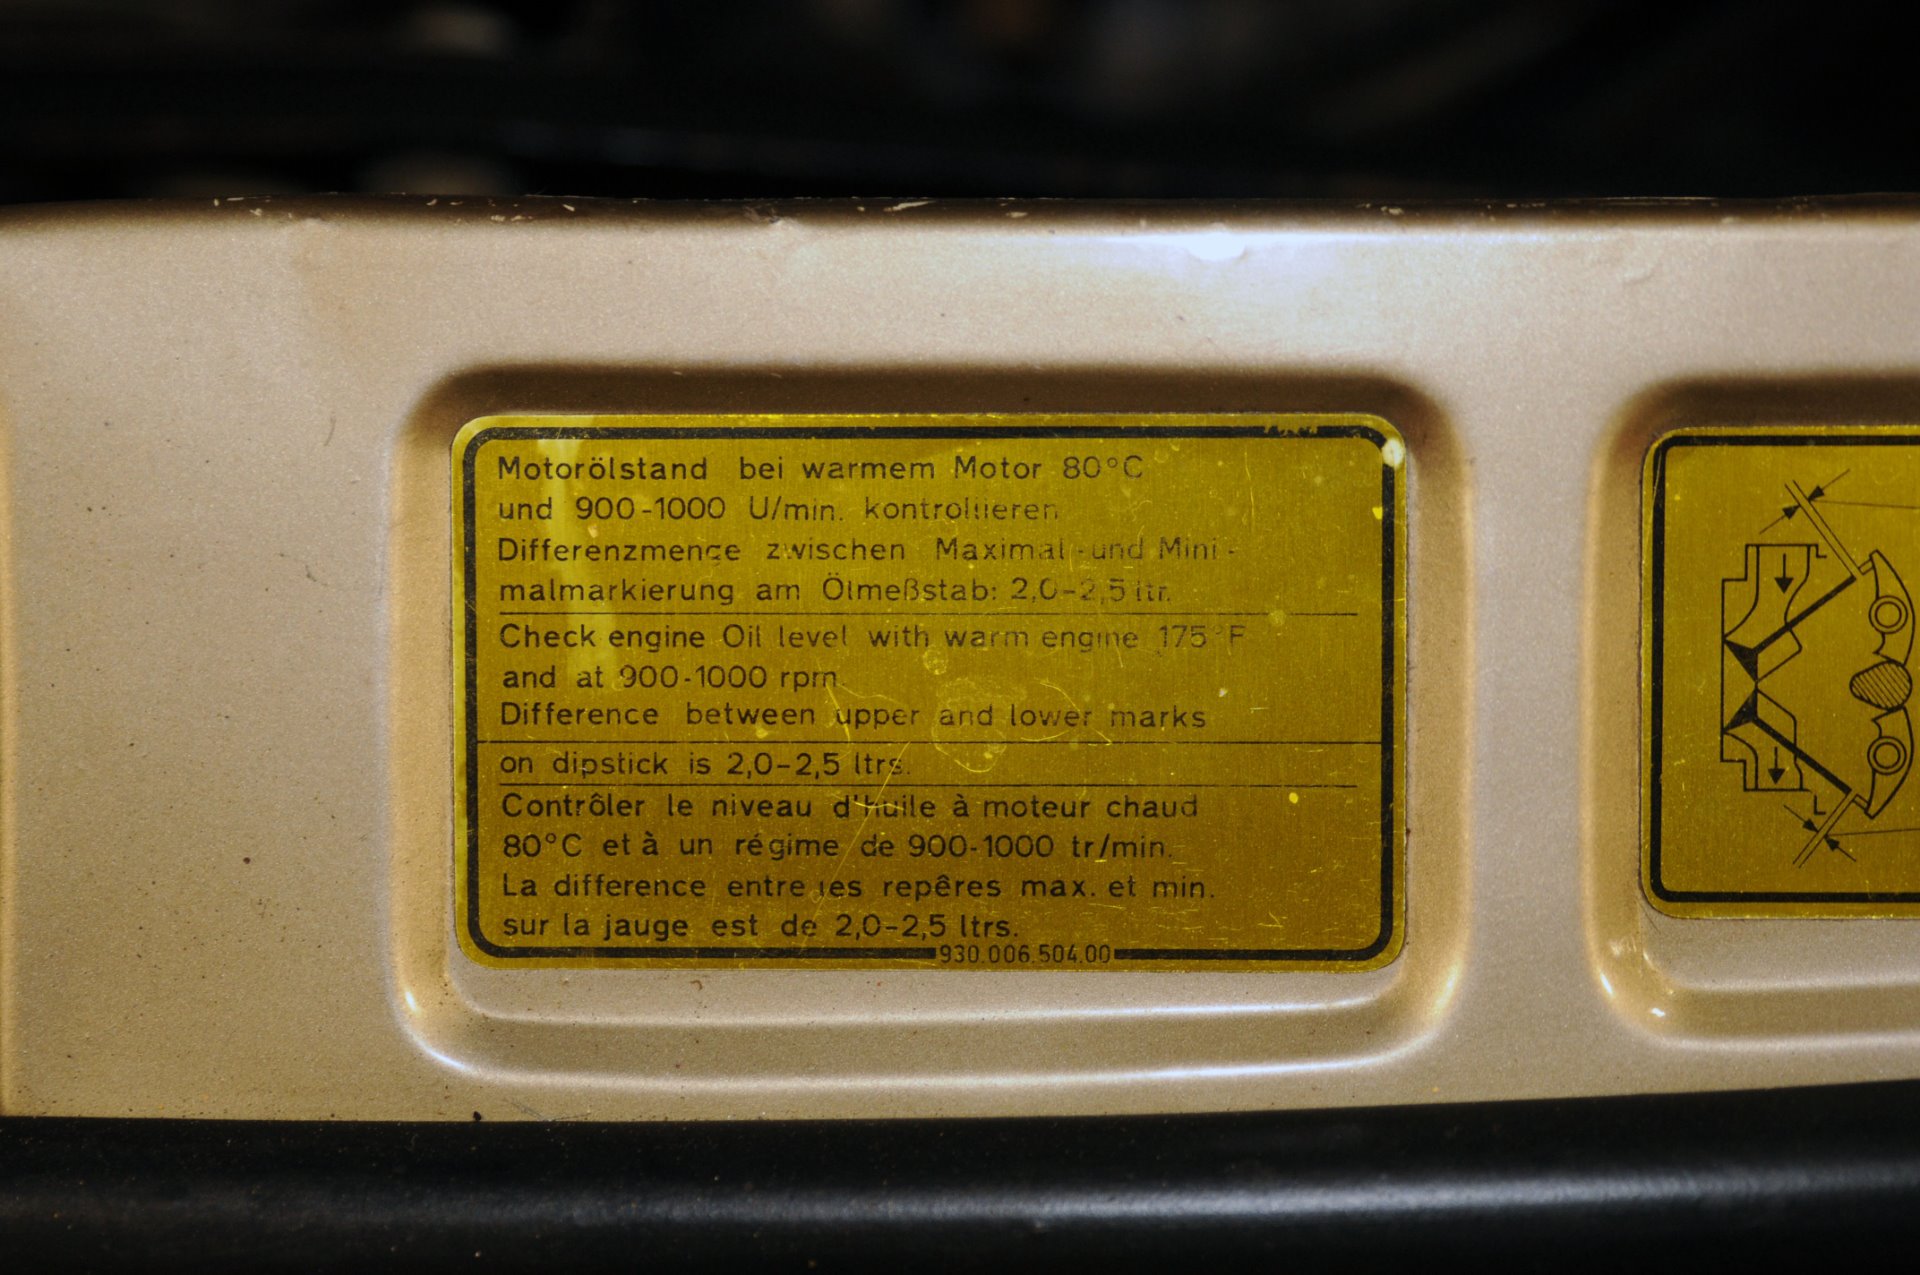 Motorölstand bei warmem Motor 80°C
und 900-1000 U/min. kontrollieren
Differenzmenge zwischen Maximal-und Mini-
malmarkierung am Ölmeßstab: 2,0-2,5 ltr.
Check engine Oil level with warm engine 175°F
and at 900-1000 rpm.
Difference between upper and lower marks
on dipstick is 2,0-2,5 ltrs.
Contrôler le niveau d'huile à moteur chaud
80°C et à un régime de 900-1000 tr/min.
La difference entre les repêres max. et min.
sur la jauge est de 2,0-2,5 ltrs.
930.006.504.00